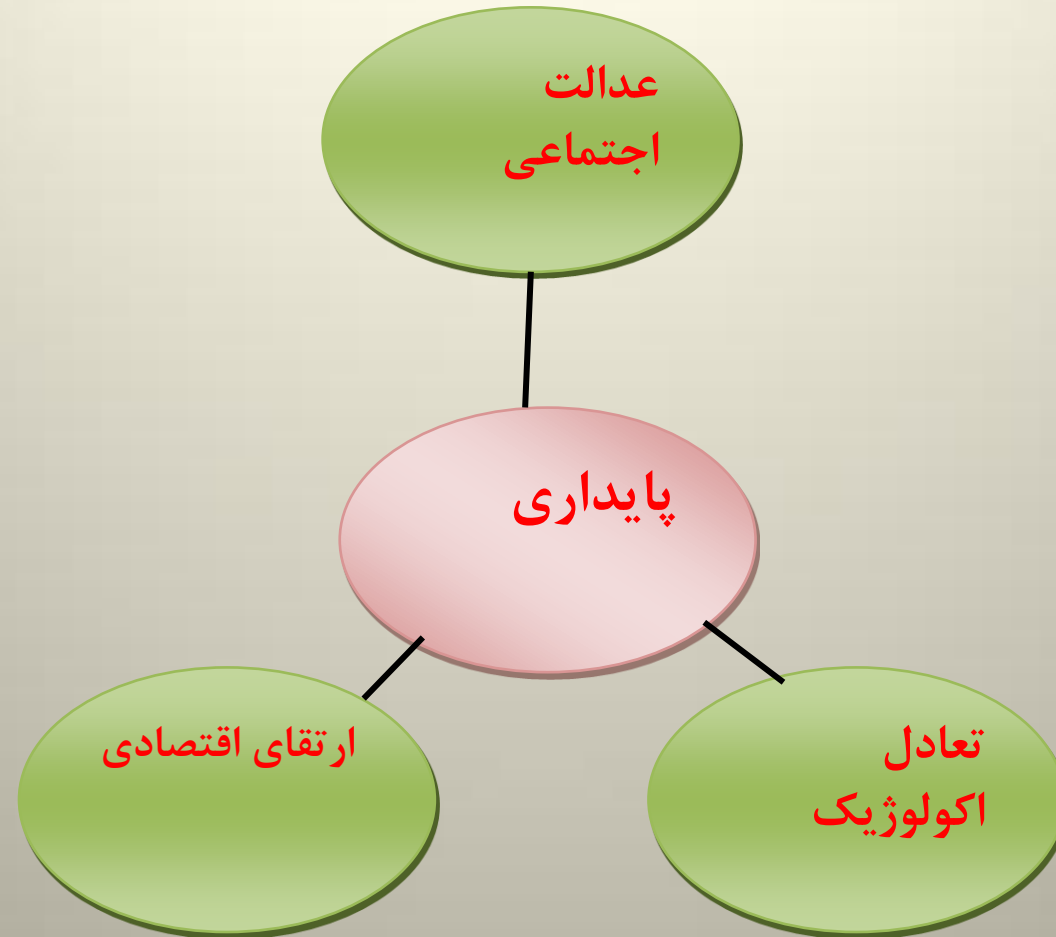 عدالت
اجتماعی
پایداری
تعادل
اکولوژیک
ارتقای اقتصادی